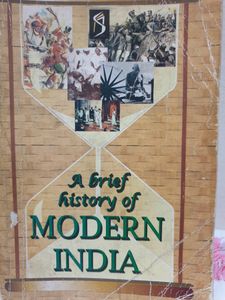 A brief
history of
MODERN
INDIA